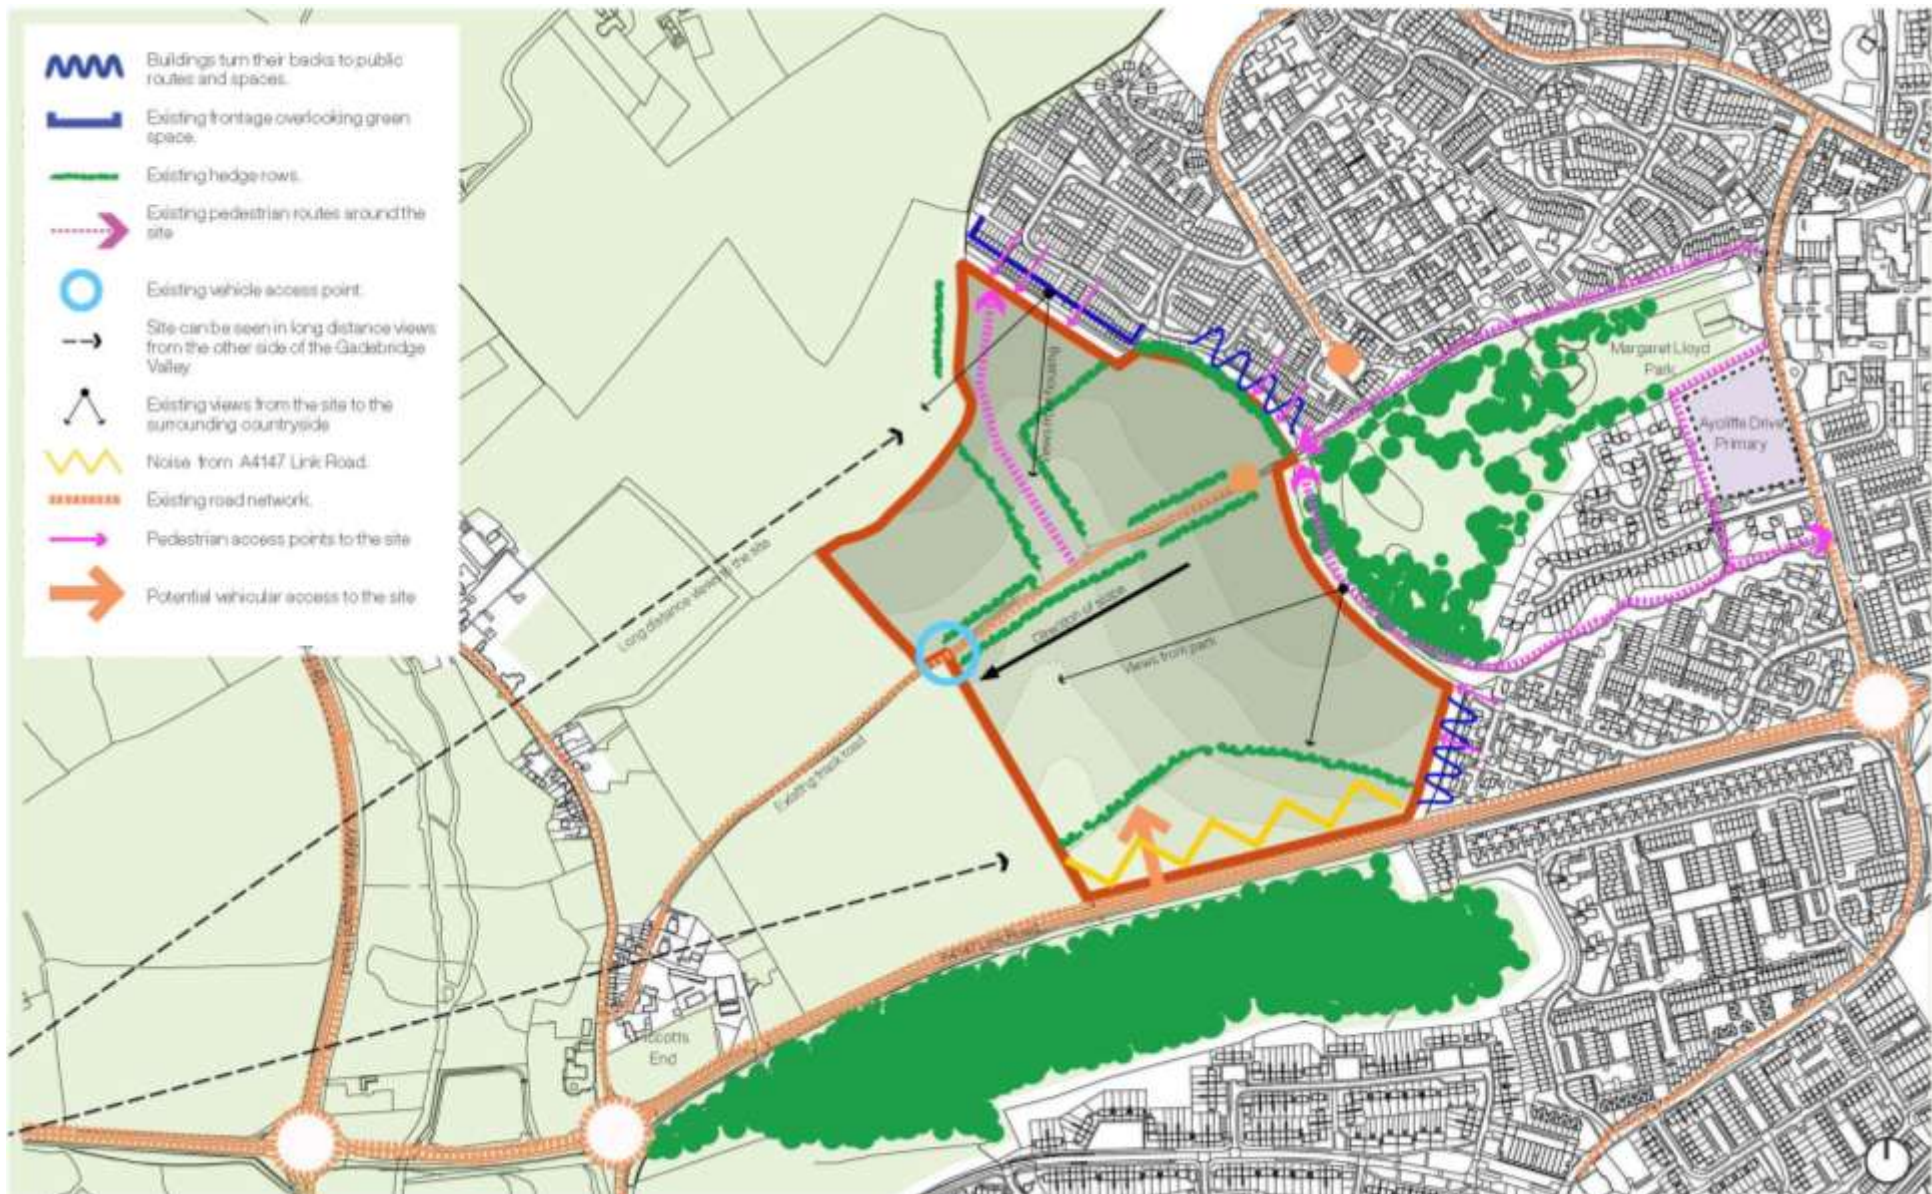 Buildings turn their backs to public
routes and spaces.
Existing frontage overlooking green
space.
Existing hedge rows.
Existing pedestrian routes around the
site
Existing vehicle access point.
Site can be seen in long distance views
from the other side of the Gadebridge
Valley
Existing views from the site to the
surrounding countryside
Noise from A4147 Link Road.
Existing road network.
Pedestrian access points to the site
Potential vehicular access to the site
Margaret Lloyd
Park
Aycliffe Drive
Primary
views from
Long distance views to the site
Direction of slope
Views from park
Existing track road
End